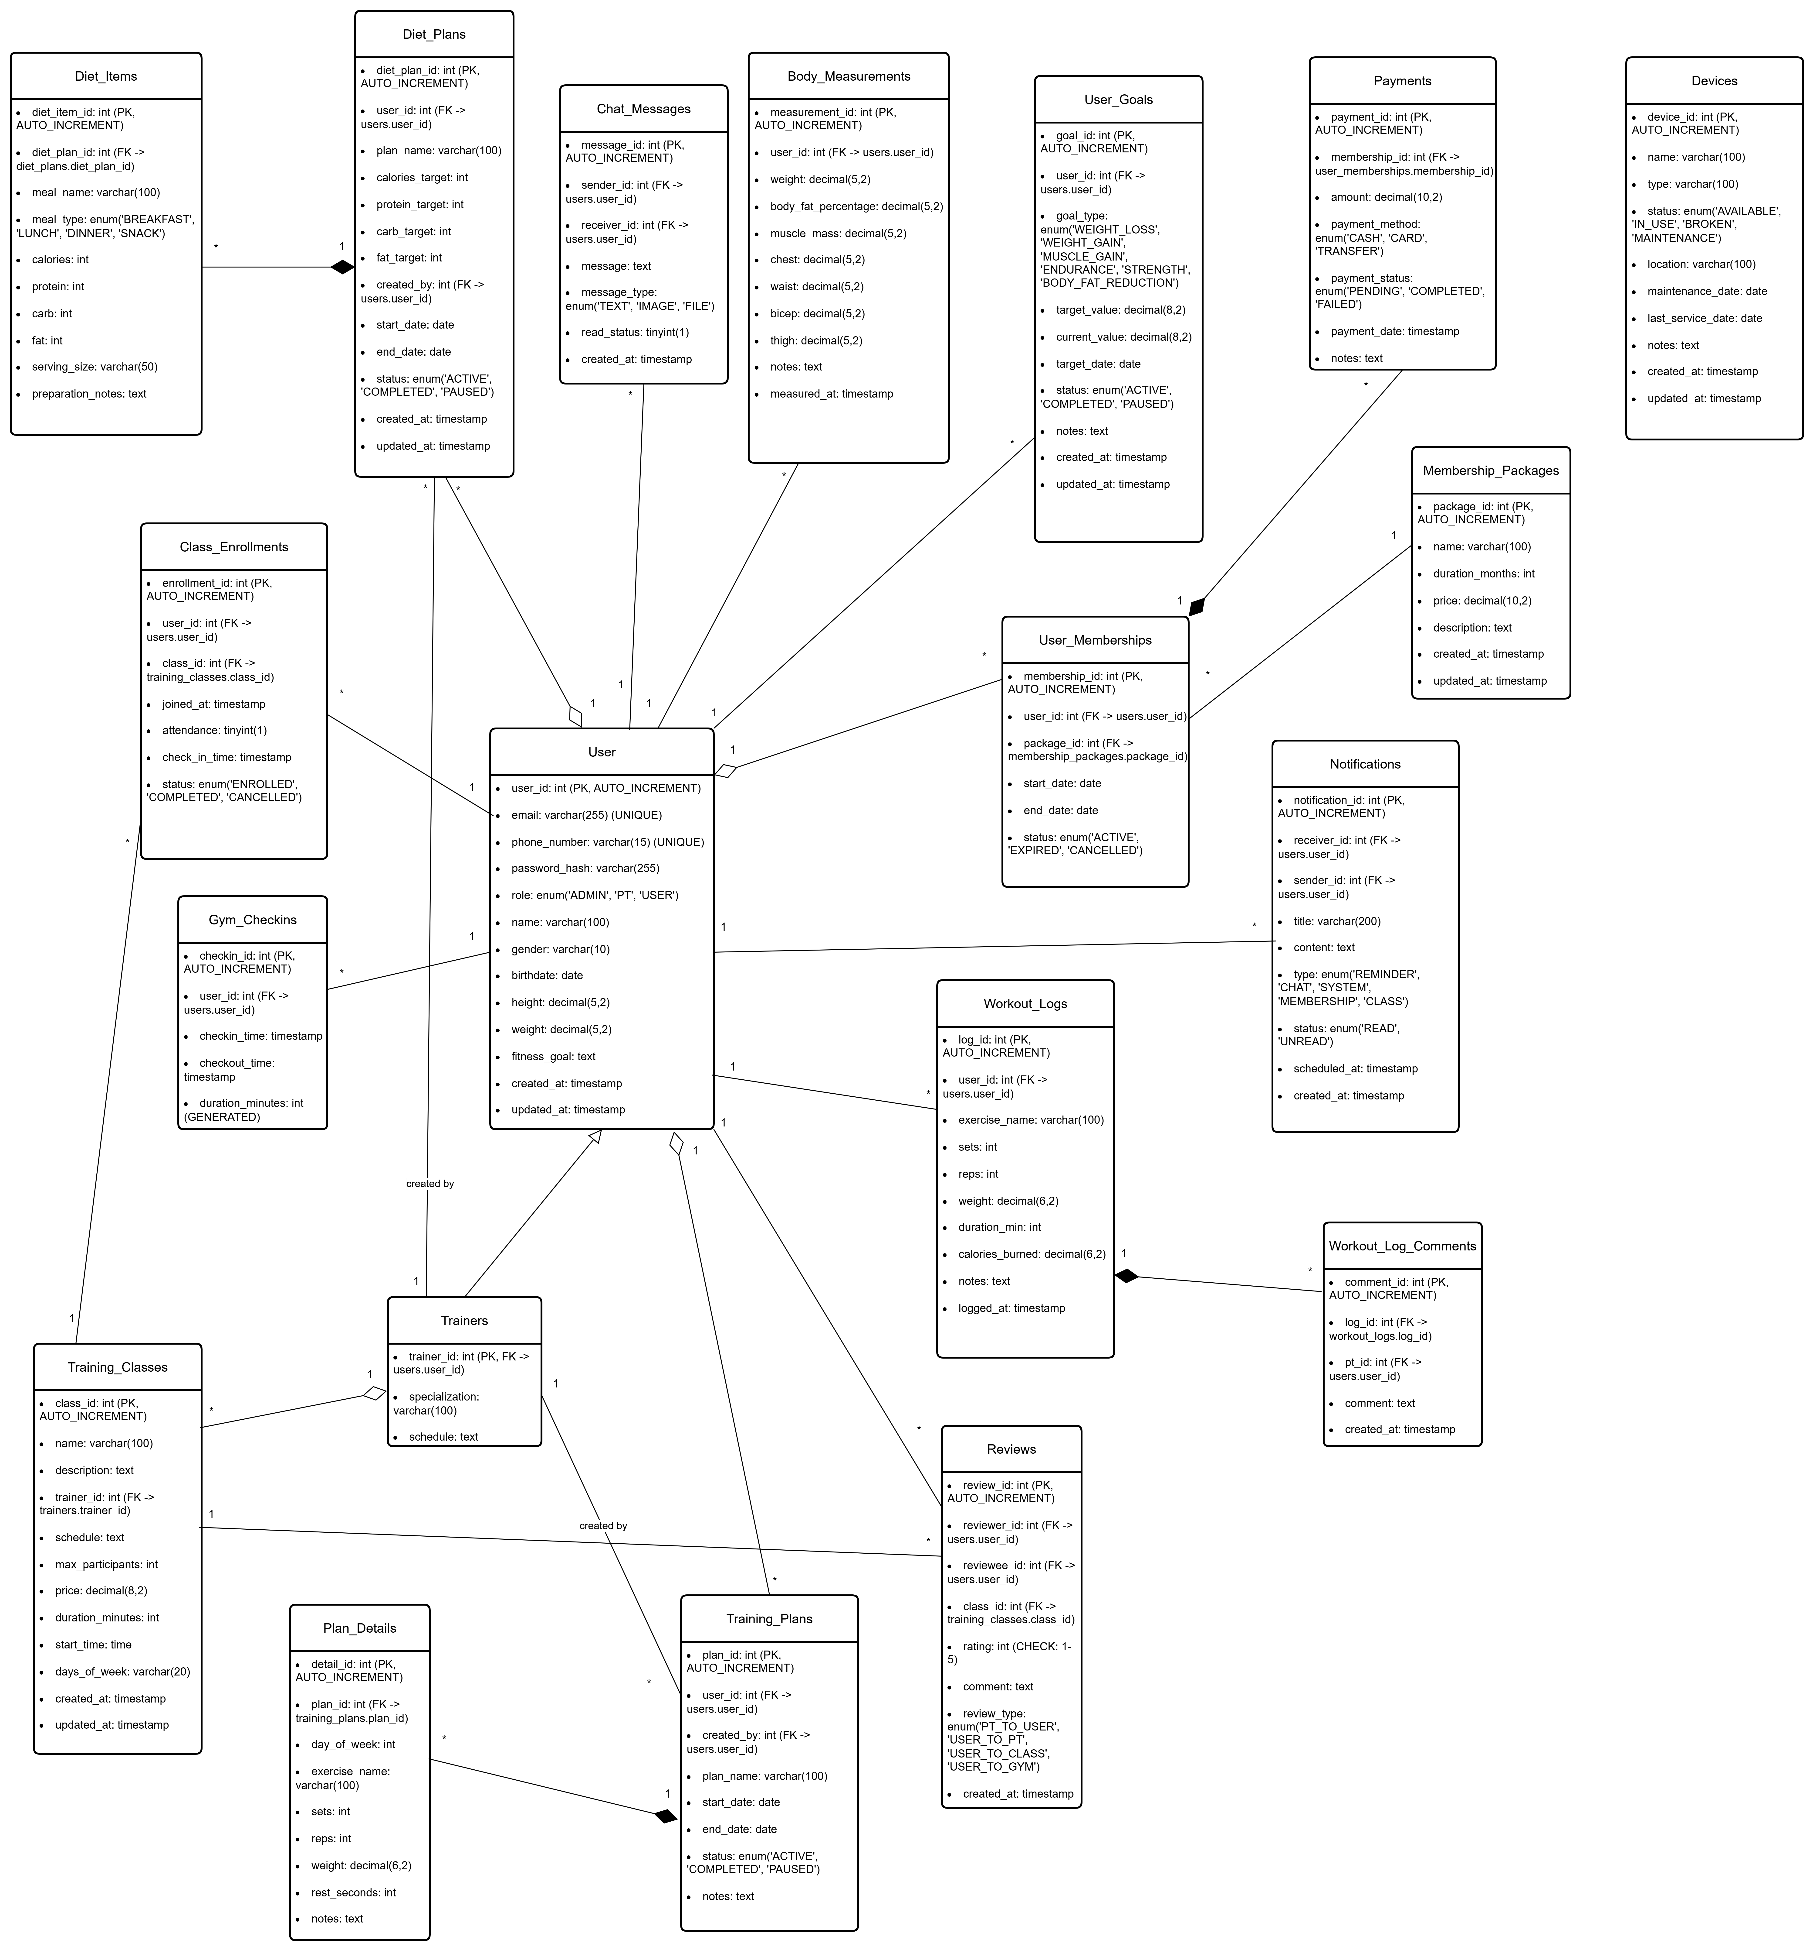 Diet_Items
• diet_item_id: int (PK,
AUTO_INCREMENT)
• diet_plan_id: int (FK ->
diet_plans.diet_plan_id)
• meal_name: varchar(100)
• meal_type: enum('BREAKFAST',
'LUNCH', 'DINNER', 'SNACK')
• calories: int
• protein: int
• carb: int
• fat: int
• serving_size: varchar(50)
• preparation_notes: text
*
1
Diet_Plans
• diet_plan_id: int (PK,
AUTO_INCREMENT)
• user_id: int (FK ->
users.user_id)
• plan_name: varchar(100)
• calories_target: int
• protein_target: int
• carb_target: int
• fat_target: int
• created_by: int (FK ->
users.user_id)
• start_date: date
• end_date: date
• status: enum('ACTIVE',
'COMPLETED', 'PAUSED')
• created_at: timestamp
• updated_at: timestamp
*
*
Chat_Messages
• message_id: int (PK,
AUTO_INCREMENT)
• sender_id: int (FK ->
users.user_id)
• receiver_id: int (FK ->
users.user_id)
• message: text
• message_type:
enum('TEXT', 'IMAGE', 'FILE')
• read_status: tinyint(1)
• created_at: timestamp
*
Body_Measurements
• measurement_id: int (PK,
AUTO_INCREMENT)
• user_id: int (FK -> users.user_id)
• weight: decimal(5,2)
• body_fat_percentage: decimal(5,2)
• muscle_mass: decimal(5,2)
• chest: decimal(5,2)
• waist: decimal(5,2)
• bicep: decimal(5,2)
• thigh: decimal(5,2)
• notes: text
• measured_at: timestamp
*
User_Goals
• goal_id: int (PK,
AUTO_INCREMENT)
• user_id: int (FK ->
users.user_id)
• goal_type:
enum('WEIGHT_LOSS',
'WEIGHT_GAIN',
'MUSCLE_GAIN',
'ENDURANCE', 'STRENGTH',
'BODY_FAT_REDUCTION')
• target_value: decimal(8,2)
• current_value: decimal(8,2)
• target_date: date
• status: enum('ACTIVE',
'COMPLETED', 'PAUSED')
• notes: text
• created_at: timestamp
• updated_at: timestamp
*
Payments
• payment_id: int (PK,
AUTO_INCREMENT)
• membership_id: int (FK ->
user_memberships.membership_id)
• amount: decimal(10,2)
• payment_method:
enum('CASH', 'CARD',
'TRANSFER')
• payment_status:
enum('PENDING', 'COMPLETED',
'FAILED')
• payment_date: timestamp
• notes: text
*
Devices
• device_id: int (PK,
AUTO_INCREMENT)
• name: varchar(100)
• type: varchar(100)
• status: enum('AVAILABLE',
'IN_USE', 'BROKEN',
'MAINTENANCE')
• location: varchar(100)
• maintenance_date: date
• last_service_date: date
• notes: text
• created_at: timestamp
• updated_at: timestamp
Membership_Packages
• package_id: int (PK,
AUTO_INCREMENT)
• name: varchar(100)
• duration_months: int
• price: decimal(10,2)
• description: text
• created_at: timestamp
• updated_at: timestamp
1
Class_Enrollments
• enrollment_id: int (PK,
AUTO_INCREMENT)
• user_id: int (FK ->
users.user_id)
• class_id: int (FK ->
training_classes.class_id)
• joined_at: timestamp
• attendance: tinyint(1)
• check_in_time: timestamp
• status: enum('ENROLLED',
'COMPLETED', 'CANCELLED')
*
*
1
User_Memberships
• membership_id: int (PK,
AUTO_INCREMENT)
• user_id: int (FK -> users.user_id)
• package_id: int (FK ->
membership_packages.package_id)
• start_date: date
• end_date: date
• status: enum('ACTIVE',
'EXPIRED', 'CANCELLED')
*
1
*
User
• user_id: int (PK, AUTO_INCREMENT)
• email: varchar(255) (UNIQUE)
• phone_number: varchar(15) (UNIQUE)
• password_hash: varchar(255)
• role: enum('ADMIN', 'PT', 'USER')
• name: varchar(100)
• gender: varchar(10)
• birthdate: date
• height: decimal(5,2)
• weight: decimal(5,2)
• fitness_goal: text
• created_at: timestamp
• updated_at: timestamp
1
1
1
1
1
1
1
1
1
1
Gym_Checkins
• checkin_id: int (PK,
AUTO_INCREMENT)
• user_id: int (FK ->
users.user_id)
• checkin_time: timestamp
• checkout_time:
timestamp
• duration_minutes: int
(GENERATED)
*
Notifications
• notification_id: int (PK,
AUTO_INCREMENT)
• receiver_id: int (FK ->
users.user_id)
• sender_id: int (FK ->
users.user_id)
• title: varchar(200)
• content: text
• type: enum('REMINDER',
'CHAT', 'SYSTEM',
'MEMBERSHIP', 'CLASS')
• status: enum('READ',
'UNREAD')
• scheduled_at: timestamp
• created_at: timestamp
*
Workout_Logs
• log_id: int (PK,
AUTO_INCREMENT)
• user_id: int (FK ->
users.user_id)
• exercise_name: varchar(100)
• sets: int
• reps: int
• weight: decimal(6,2)
• duration_min: int
• calories_burned: decimal(6,2)
• notes: text
• logged_at: timestamp
*
1
Workout_Log_Comments
• comment_id: int (PK,
AUTO_INCREMENT)
• log_id: int (FK ->
workout_logs.log_id)
• pt_id: int (FK ->
users.user_id)
• comment: text
• created_at: timestamp
*
created by
1
Trainers
• trainer_id: int (PK, FK ->
users.user_id)
• specialization:
varchar(100)
• schedule: text
1
1
1
Training_Classes
• class_id: int (PK,
AUTO_INCREMENT)
• name: varchar(100)
• description: text
• trainer_id: int (FK ->
trainers.trainer_id)
• schedule: text
• max_participants: int
• price: decimal(8,2)
• duration_minutes: int
• start_time: time
• days_of_week: varchar(20)
• created_at: timestamp
• updated_at: timestamp
*
1
created by
Reviews
• review_id: int (PK,
AUTO_INCREMENT)
• reviewer_id: int (FK ->
users.user_id)
• reviewee_id: int (FK ->
users.user_id)
• class_id: int (FK ->
training_classes.class_id)
• rating: int (CHECK: 1-
5)
• comment: text
• review_type:
enum('PT_TO_USER',
'USER_TO_PT',
'USER_TO_CLASS',
'USER_TO_GYM')
• created_at: timestamp
*
*
Plan_Details
• detail_id: int (PK,
AUTO_INCREMENT)
• plan_id: int (FK ->
training_plans.plan_id)
• day_of_week: int
• exercise_name:
varchar(100)
• sets: int
• reps: int
• weight: decimal(6,2)
• rest_seconds: int
• notes: text
*
1
Training_Plans
• plan_id: int (PK,
AUTO_INCREMENT)
• user_id: int (FK ->
users.user_id)
• created_by: int (FK ->
users.user_id)
• plan_name: varchar(100)
• start_date: date
• end_date: date
• status: enum('ACTIVE',
'COMPLETED', 'PAUSED')
• notes: text
*
*